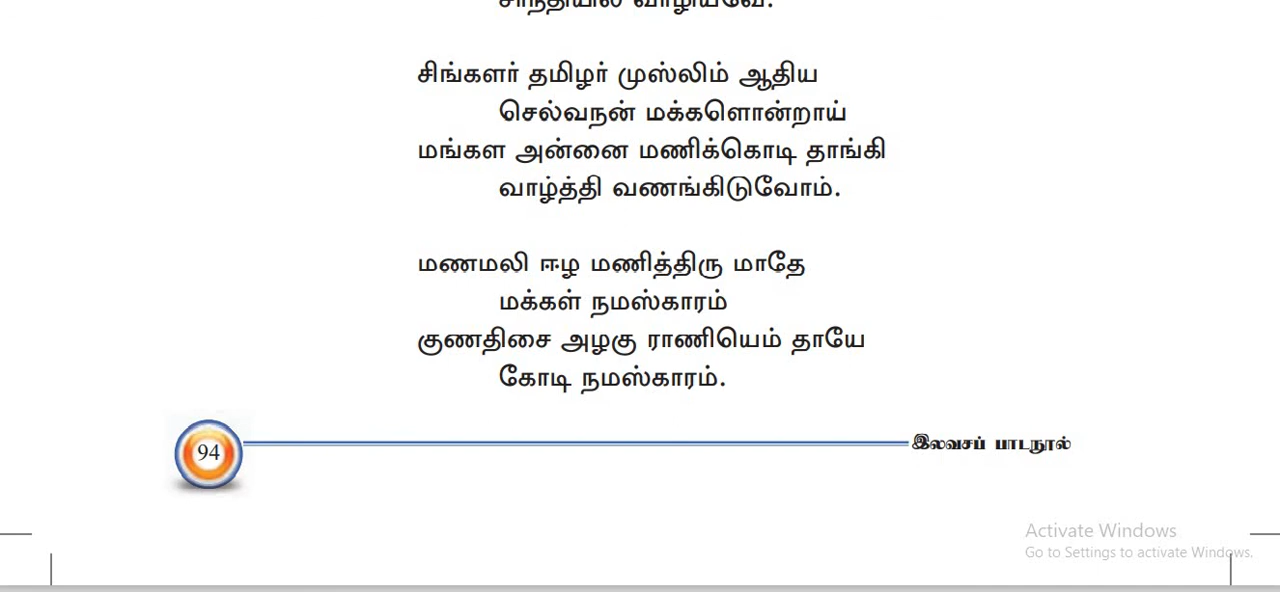 சாந்தியில் வாழியவே.
சிங்களர் தமிழர் முஸ்லிம் ஆதிய
செல்வநன் மக்களொன்றாய்
மங்கள அன்னை மணிக்கொடி தாங்கி
வாழ்த்தி வணங்கிடுவோம்.
மணமலி ஈழ மணித்திரு மாதே
மக்கள் நமஸ்காரம்
குணதிசை அழகு ராணியெம் தாயே
கோடி நமஸ்காரம்.
94
இலவசப் பாடநூல்
Activate Windows
Go to Settings to activate Windows.